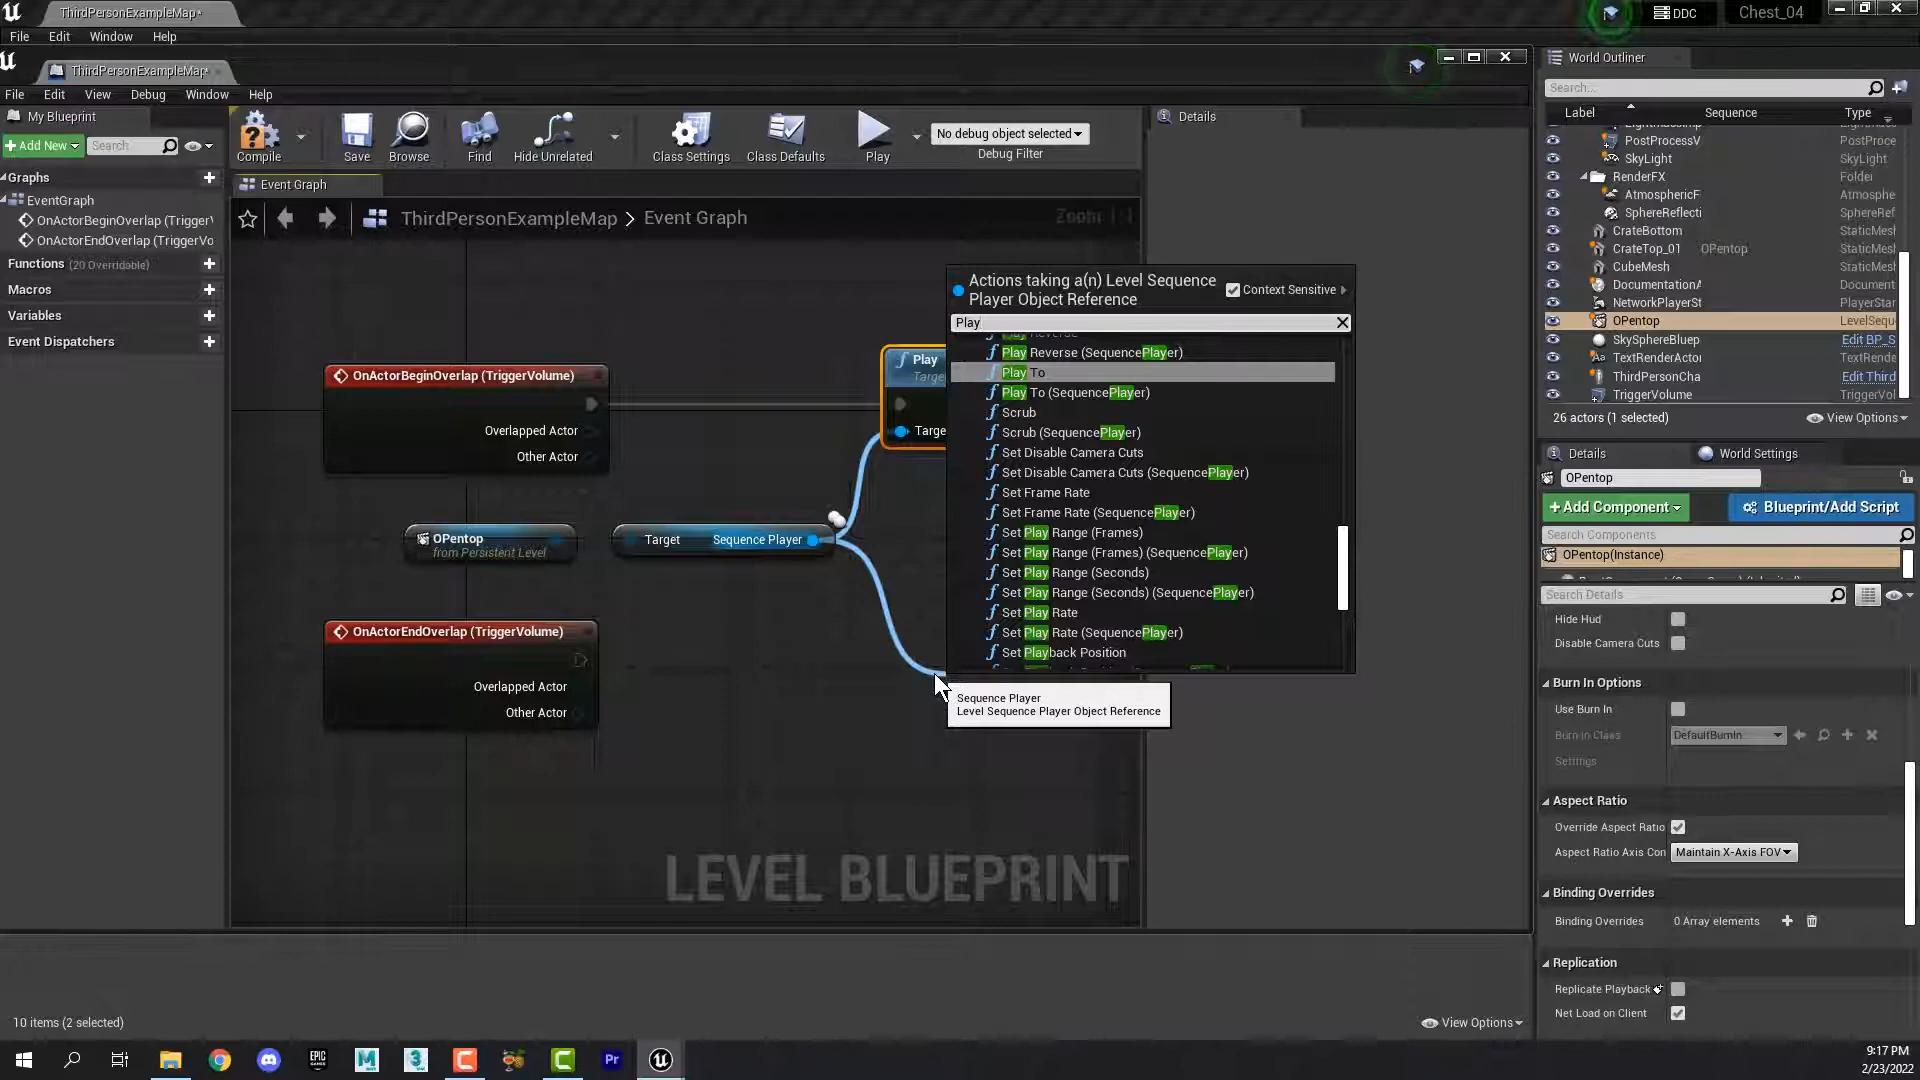 ThirdPersonExampleMap*
DDC
Chest_04
File Edit Window Help
ThirdPersonExampleMap*
File Edit View Debug Window Help
My Blueprint
Add New
Search
Graphs
EventGraph
OnActorBeginOverlap (Trigger\
OnActorEndOverlap (TriggerVo
Functions (20 Overridable)
Macros
Variables
Event Dispatchers
Compile
Save
Browse
Find
Hide Unrelated
Class Settings
Class Defaults
Play
No debug object selected
Debug Filter
Event Graph
ThirdPersonExampleMap > Event Graph
OnActorBeginOverlap (TriggerVolume)
Overlapped Actor
Other Actor
OPentop
from Persistent Level
Target Sequence Player
OnActorEndOverlap (TriggerVolume)
Overlapped Actor
Other Actor
Play
Target
Targe
Actions taking a(n) Level Sequence
Player Object Reference
Context Sensitive
Play
Play Reverse
Play Reverse (SequencePlayer)
Play To
Play To (SequencePlayer)
Scrub
Scrub (SequencePlayer)
Set Disable Camera Cuts
Set Disable Camera Cuts (SequencePlayer)
Set Frame Rate
Set Frame Rate (SequencePlayer)
Set Play Range (Frames)
Set Play Range (Frames) (SequencePlayer)
Set Play Range (Seconds)
Set Play Range (Seconds) (SequencePlayer)
Set Play Rate
Set Play Rate (SequencePlayer)
Set Playback Position
Sequence Player
Level Sequence Player Object Reference
LEVEL BLUEPRINT
10 items (2 selected)
View Options
Details
World Outliner
Search...
Label Sequence Type
PostProcessV PostProce
SkyLight SkyLight
RenderFX Folder
AtmosphericF Atmosphe
SphereReflecti SphereRef
CrateBottom StaticMesh
CrateTop_01 OPentop StaticMesh
CubeMesh StaticMesh
DocumentationA Document
NetworkPlayerSt PlayerStar
OPentop LevelSequ
SkySphereBluep Edit BP_S
TextRenderActor TextRende
ThirdPersonCha Edit Third
TriggerVolume TriggerVol
26 actors (1 selected)
View Options
Details
World Settings
OPentop
Add Component
Blueprint/Add Script
Search Components
OPentop(Instance)
Search Details
Hide Hud
Disable Camera Cuts
Burn In Options
Use Burn In
Burn In Class DefaultBurnIn
Settings
Aspect Ratio
Override Aspect Ratio
Aspect Ratio Axis Con Maintain X-Axis FOV
Binding Overrides
Binding Overrides 0 Array elements
Replication
Replicate Playback
Net Load on Client
9:17 PM
2/23/2022